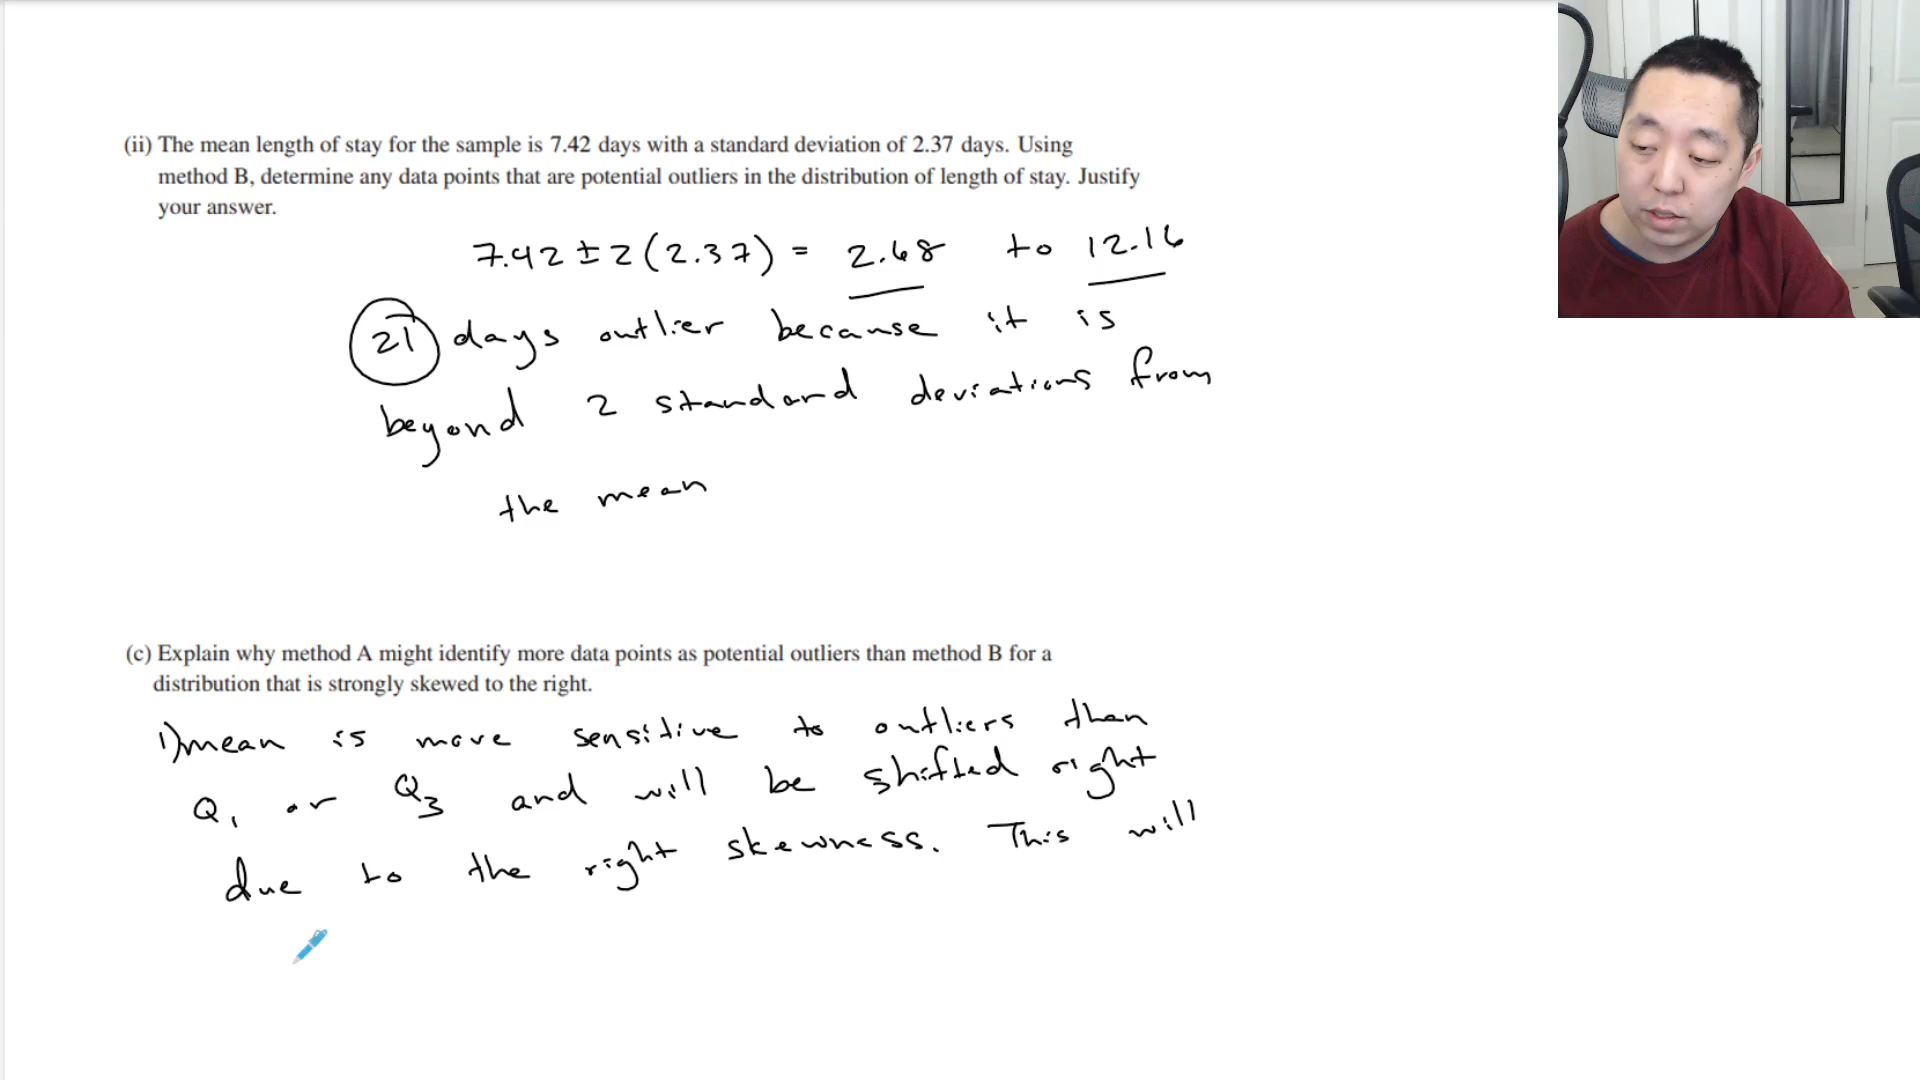 (ii) The mean length of stay for the sample is 7.42 days with a standard deviation of 2.37 days. Using
method B, determine any data points that are potential outliers in the distribution of length of stay. Justify
your answer.
7.42 ± 2(2.37) = 2.68 to 12.16
21 days outlier because it is
beyond 2 standard deviations from
the mean
(c) Explain why method A might identify more data points as potential outliers than method B for a
distribution that is strongly skewed to the right.
1) mean is more sensitive to outliers than
Q1 or Q3 and will be shifted right
due to the right skewness. This will